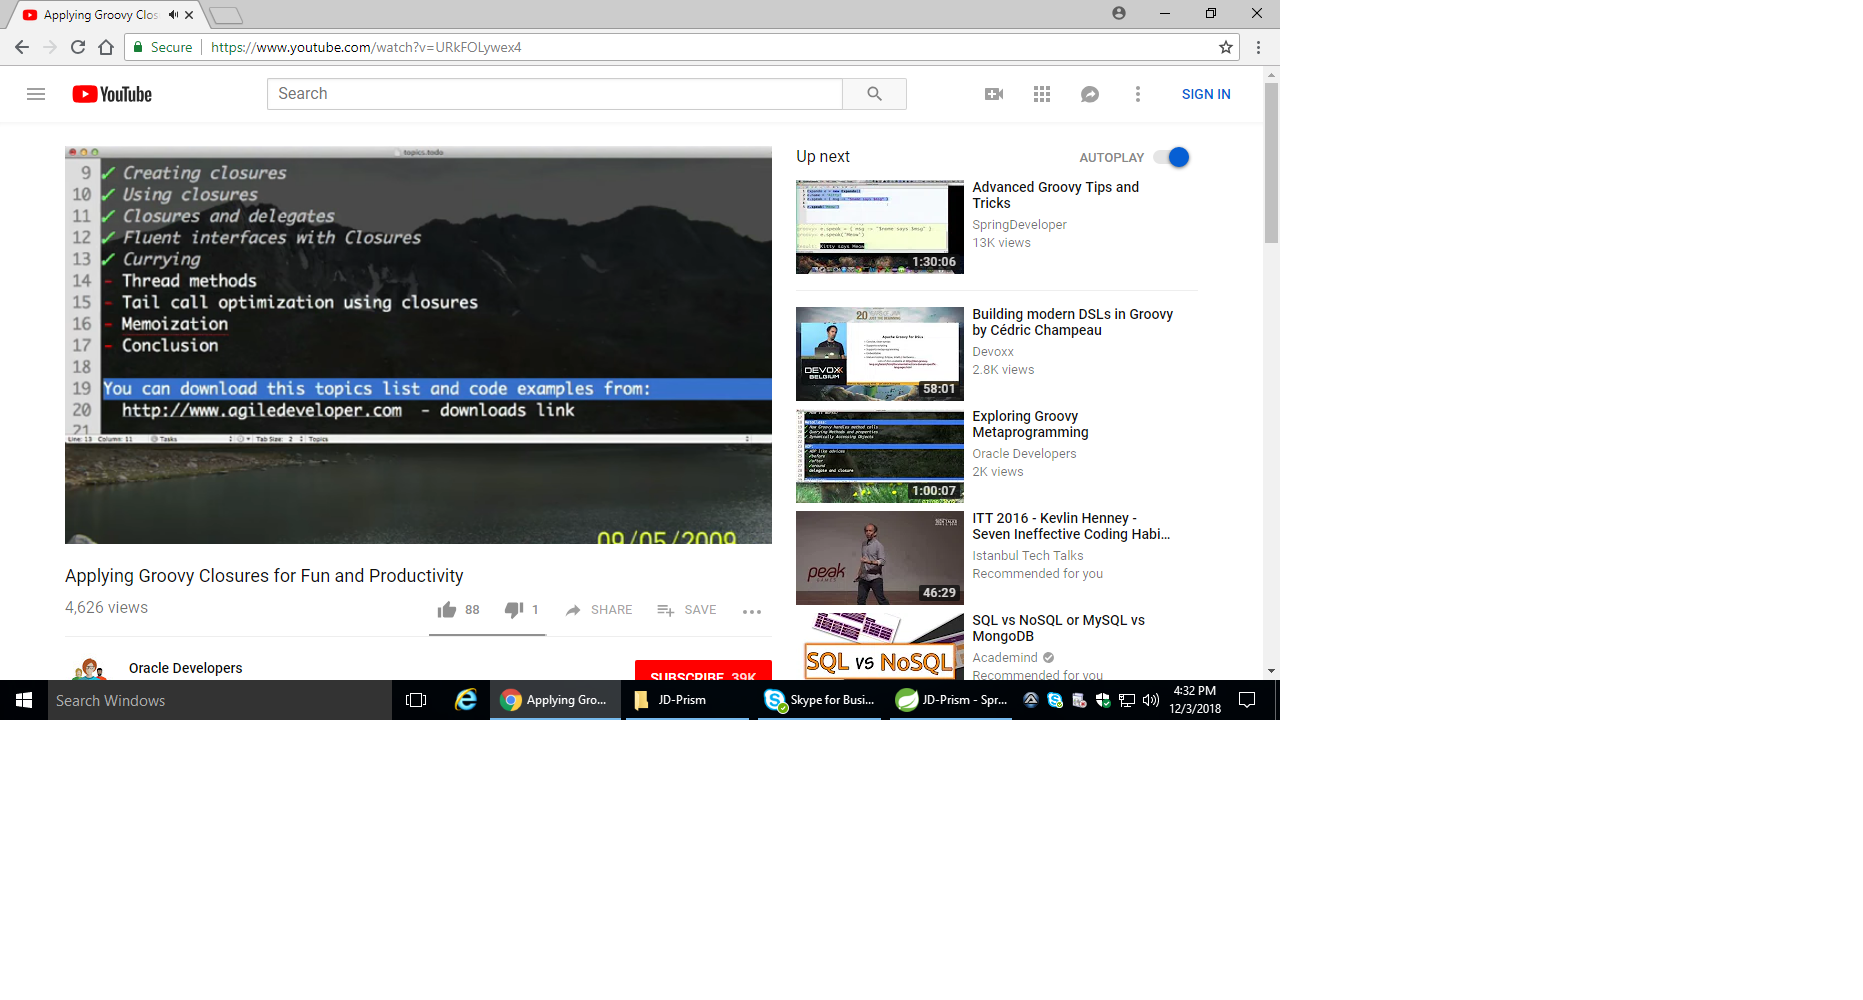 Applying Groovy Clos
Secure
https://www.youtube.com/watch?v=URkFOLywex4
YouTube
Search
SIGN IN
topics.todo
9 ✓ Creating closures
10 ✓ Using closures
11 ✓ Closures and delegates
12 ✓ Fluent interfaces with Closures
13 ✓ Currying
14 - Thread methods
15 - Tail call optimization using closures
16 - Memoization
17 - Conclusion
18
19 You can download this topics list and code examples from:
20 http://www.agiledeveloper.com - downloads link
21
Line: 13 Column: 11 Tasks Tab Size: 2 Topics
09/05/2009
Applying Groovy Closures for Fun and Productivity
4,626 views
88
1
SHARE
SAVE
Oracle Developers
SUBSCRIBE 39K
Up next
AUTOPLAY
1:30:06
Advanced Groovy Tips and
Tricks
SpringDeveloper
13K views
DEVOXX
BELGIUM
58:01
Building modern DSLs in Groovy
by Cédric Champeau
Devoxx
2.8K views
1:00:07
Exploring Groovy
Metaprogramming
Oracle Developers
2K views
peak
46:29
ITT 2016 - Kevlin Henney -
Seven Ineffective Coding Habi...
Istanbul Tech Talks
Recommended for you
SQL vs NoSQL
SQL vs NoSQL or MySQL vs
MongoDB
Academind
Recommended for you
Search Windows
Applying Gro...
JD-Prism
Skype for Busi...
JD-Prism - Spr...
4:32 PM
12/3/2018